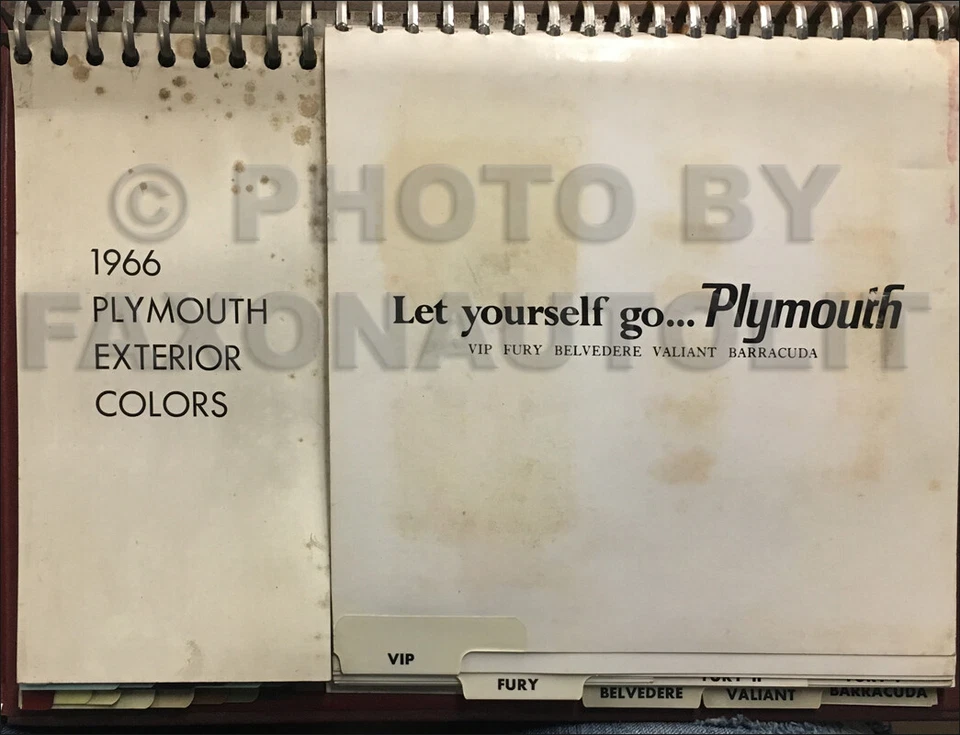 1966
PLYMOUTH
EXTERIOR
COLORS
Let yourself go... Plymouth
VIP FURY BELVEDERE VALIANT BARRACUDA
VIP
FURY
BELVEDERE
VALIANT
BARRACUDA
© PHOTO BY
FAXONAUTOLIT